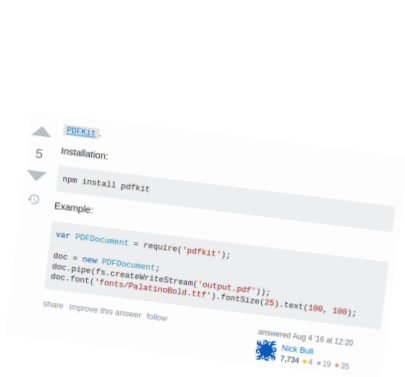 PDFKit.
5
Installation:
npm install pdfkit
Example:
var PDFDocument = require('pdfkit');
doc = new PDFDocument;
doc.pipe(fs.createWriteStream('output.pdf'));
doc.font('fonts/PalatinoBold.ttf').fontSize(25).text(100, 100);
share improve this answer follow
answered Aug 4 '16 at 12:20
Nick Bull
7,734 4 19 35